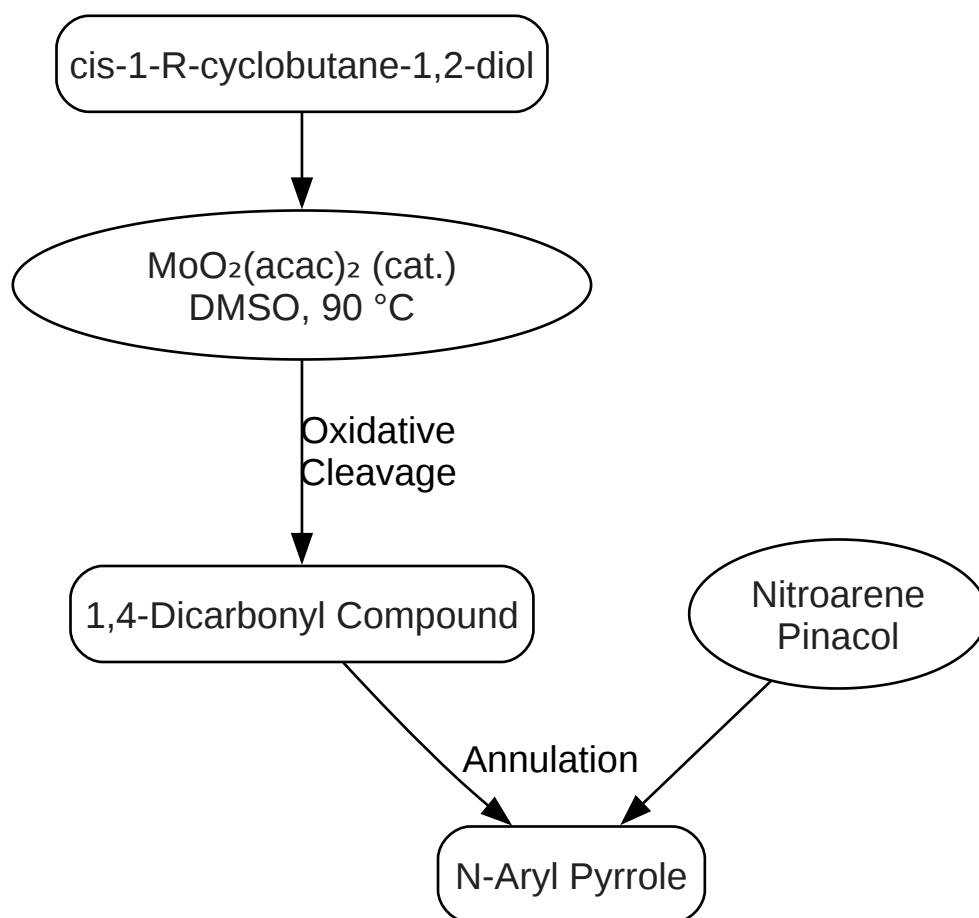 cis-1-R-cyclobutane-1,2-diol
MoO₂(acac)₂ (cat.)
DMSO, 90 °C
Oxidative
Cleavage
1,4-Dicarbonyl Compound
Nitroarene
Pinacol
Annulation
N-Aryl Pyrrole